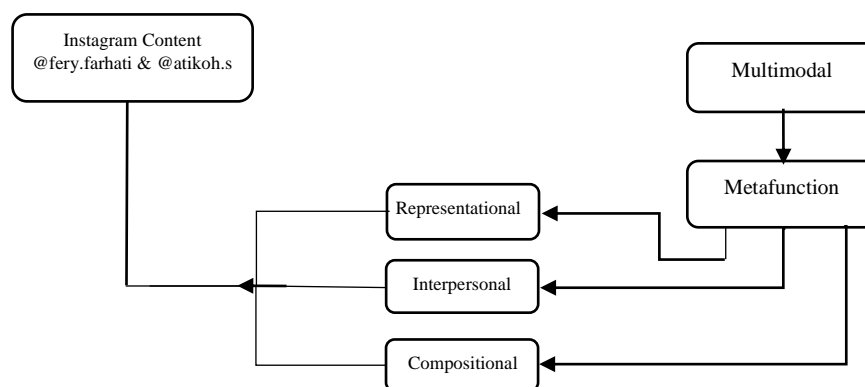 Instagram Content
@fery.farhati & @atikoh.s
Multimodal
Metafunction
Representational
Interpersonal
Compositional